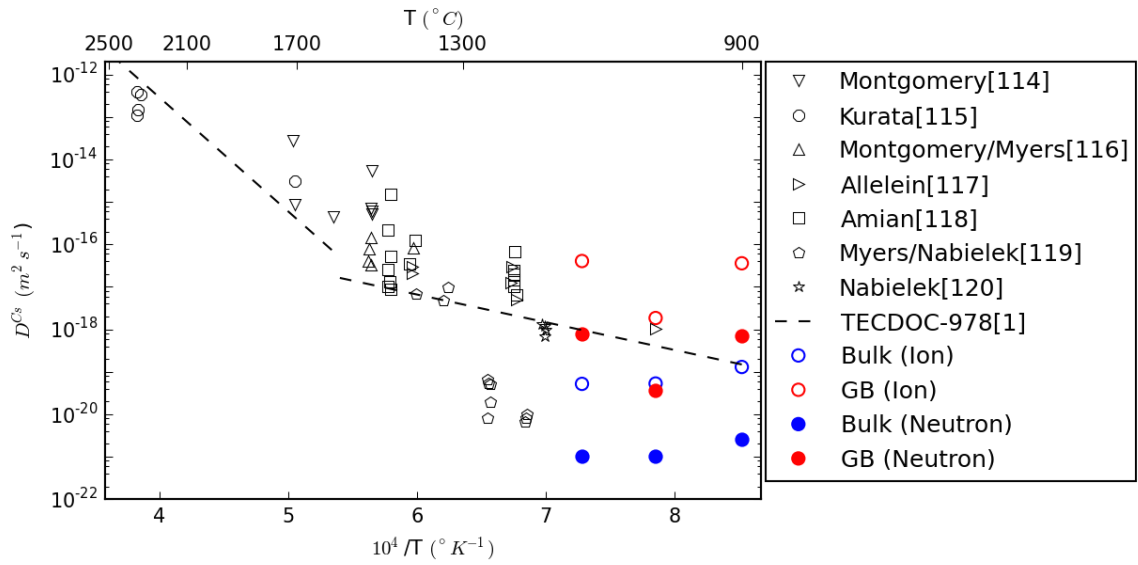 T (°C)
2500 2100 1700 1300 900
10^-12
10^-14
10^-16
10^-18
10^-20
10^-22
D^Cs (m^2 s^-1)
4 5 6 7 8
10^4 /T (°K^-1)
Montgomery[114]
Kurata[115]
Montgomery/Myers[116]
Allelein[117]
Amian[118]
Myers/Nabielek[119]
Nabielek[120]
TECDOC-978[1]
Bulk (Ion)
GB (Ion)
Bulk (Neutron)
GB (Neutron)